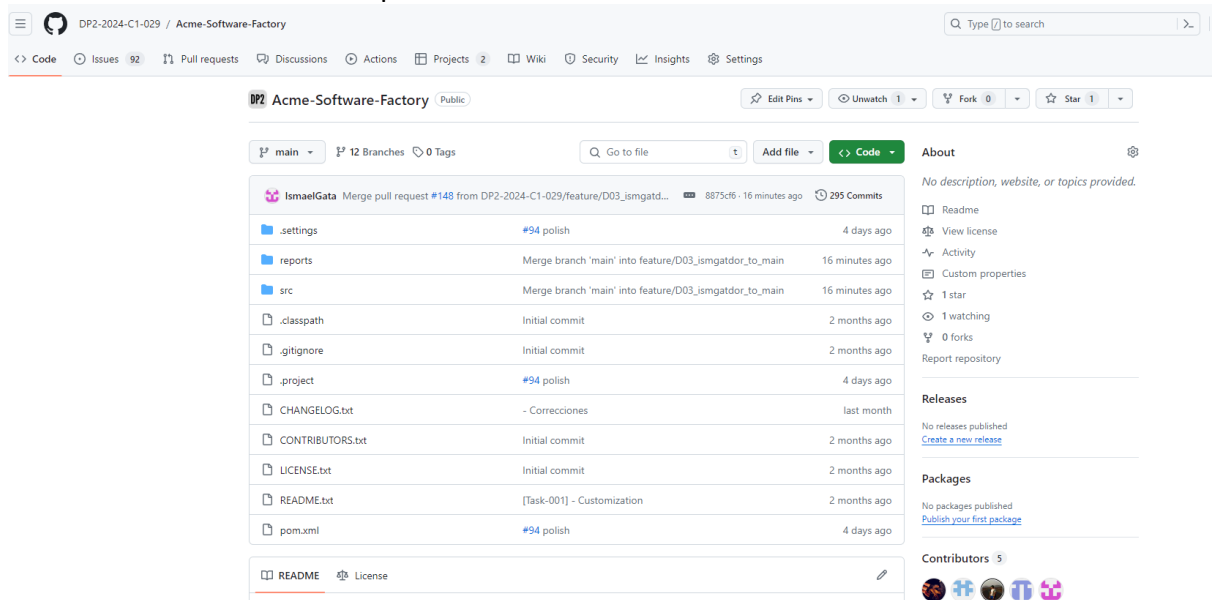 DP2-2024-C1-029 / Acme-Software-Factory
Type / to search
Code Issues 92 Pull requests Discussions Actions Projects 2 Wiki Security Insights Settings
DP2 Acme-Software-Factory Public
Edit Pins Unwatch 1 Fork 0 Star 1
main 12 Branches 0 Tags Go to file t Add file Code
IsmaelGata Merge pull request #148 from DP2-2024-C1-029/feature/D03_ismgatd... 8875cf6 · 16 minutes ago 295 Commits
.settings #94 polish 4 days ago
reports Merge branch 'main' into feature/D03_ismgatdor_to_main 16 minutes ago
src Merge branch 'main' into feature/D03_ismgatdor_to_main 16 minutes ago
.classpath Initial commit 2 months ago
.gitignore Initial commit 2 months ago
.project #94 polish 4 days ago
CHANGELOG.txt - Correcciones last month
CONTRIBUTORS.txt Initial commit 2 months ago
LICENSE.txt Initial commit 2 months ago
README.txt [Task-001] - Customization 2 months ago
pom.xml #94 polish 4 days ago
README License
About
No description, website, or topics provided.
Readme
View license
Activity
Custom properties
1 star
1 watching
0 forks
Report repository
Releases
No releases published
Create a new release
Packages
No packages published
Publish your first package
Contributors 5